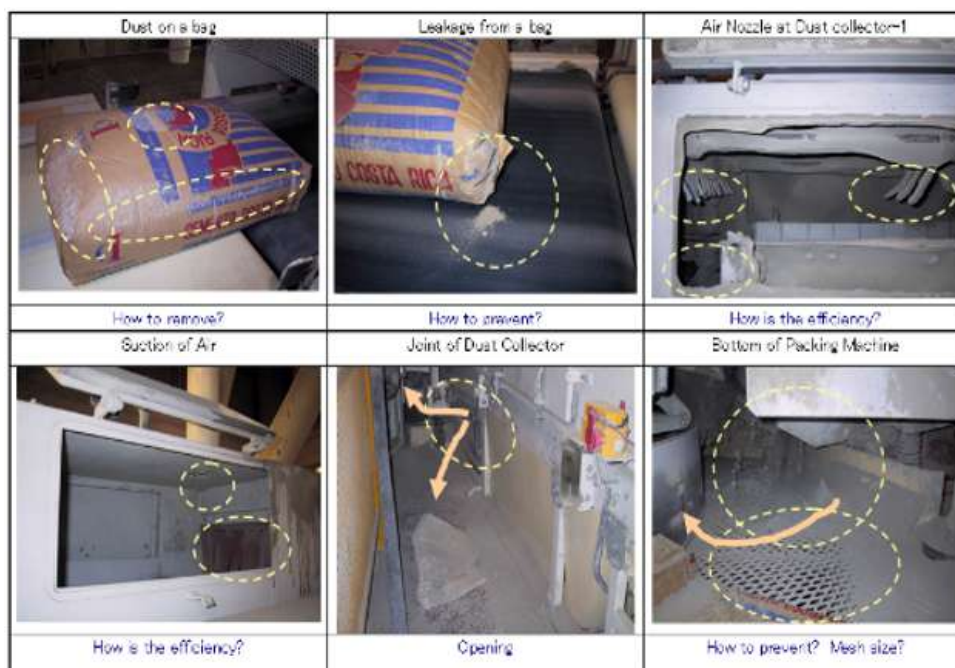 Dust on a bag
Leakage from a bag
Air Nozzle at Dust collector-1
COSTA RICA
How to remove?
How to prevent?
How is the efficiency?
Suction of Air
Joint of Dust Collector
Bottom of Packing Machine
How is the efficiency?
Opening
How to prevent? Mesh size?